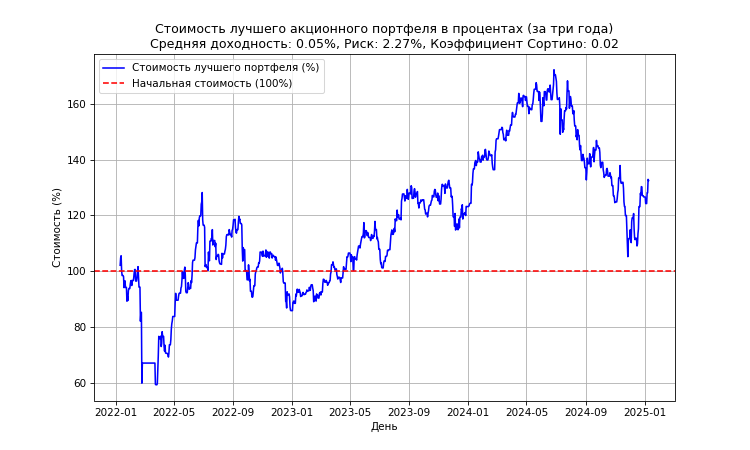 Стоимость лучшего акционного портфеля в процентах (за три года)
Средняя доходность: 0.05%, Риск: 2.27%, Коэффициент Сортино: 0.02
Стоимость лучшего портфеля (%)
Начальная стоимость (100%)
Стоимость (%)
160
140
120
100
80
60
2022-01 2022-05 2022-09 2023-01 2023-05 2023-09 2024-01 2024-05 2024-09 2025-01
День